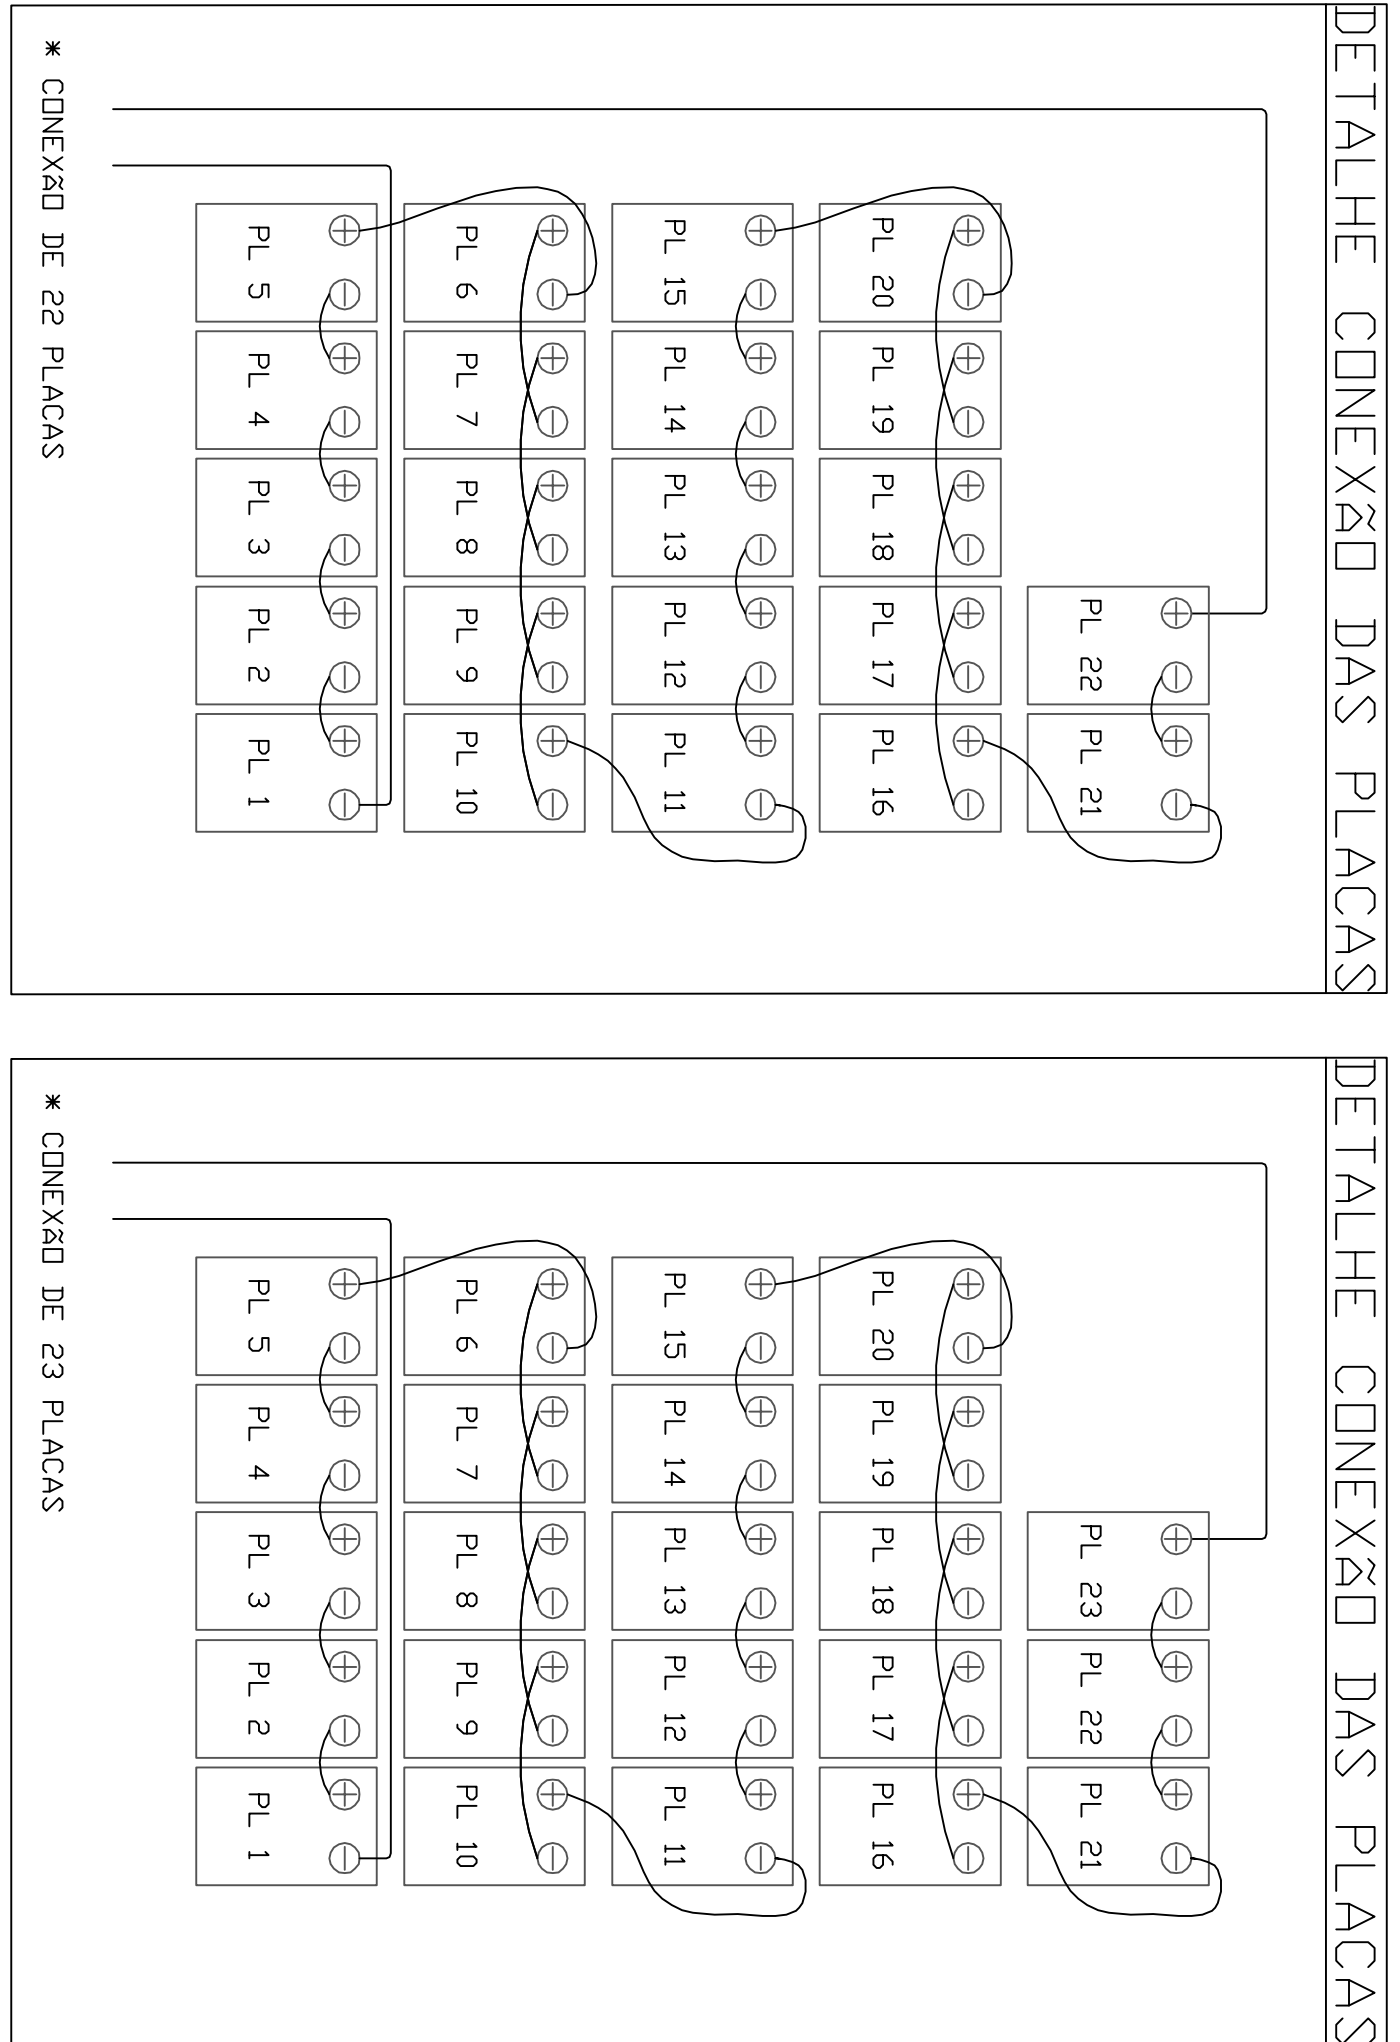 DETALHE CONEXÃO DAS PLACAS
PL 22
PL 21
PL 20
PL 19
PL 18
PL 17
PL 16
PL 15
PL 14
PL 13
PL 12
PL 11
PL 6
PL 7
PL 8
PL 9
PL 10
PL 5
PL 4
PL 3
PL 2
PL 1
* CONEXÃO DE 22 PLACAS
DETALHE CONEXÃO DAS PLACAS
PL 23
PL 22
PL 21
PL 20
PL 19
PL 18
PL 17
PL 16
PL 15
PL 14
PL 13
PL 12
PL 11
PL 6
PL 7
PL 8
PL 9
PL 10
PL 5
PL 4
PL 3
PL 2
PL 1
* CONEXÃO DE 23 PLACAS